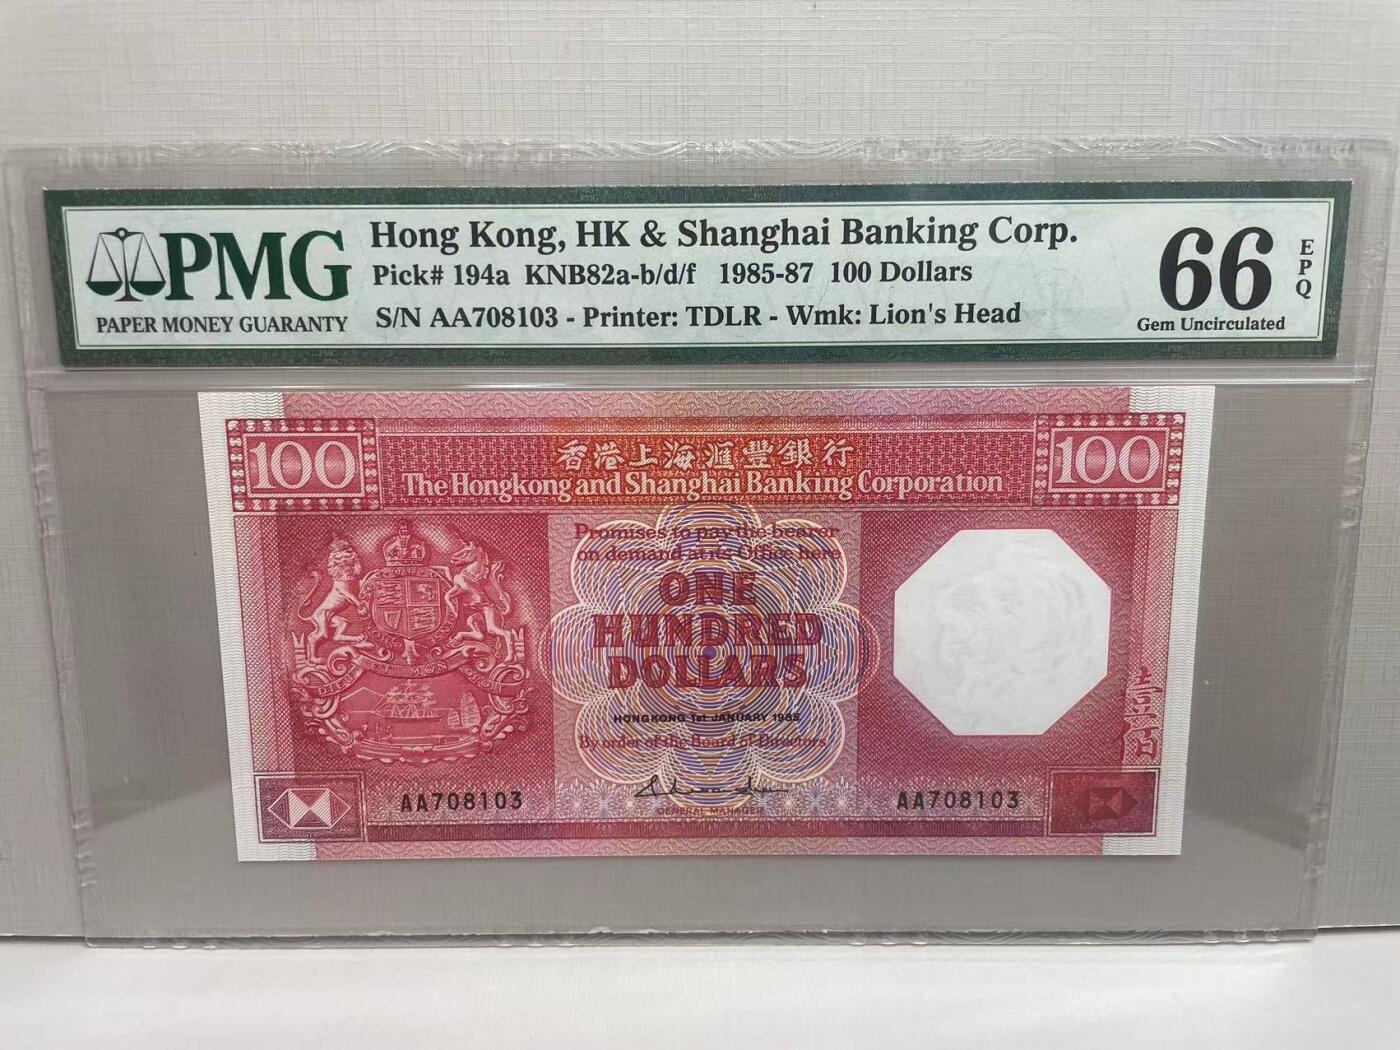 PMG
PAPER MONEY GUARANTY
Hong Kong, HK & Shanghai Banking Corp.
Pick# 194a KNB82a-b/d/f 1985-87 100 Dollars
S/N AA708103 - Printer: TDLR - Wmk: Lion's Head
66
EPQ
Gem Uncirculated
100
香港上海滙豐銀行
100
The Hongkong and Shanghai Banking Corporation
Promises to pay the bearer
on demand at its Office here
ONE
HUNDRED
DOLLARS
HONGKONG 1st JANUARY 1985
By order of the Board of Directors
AA708103
AA708103
GENERAL MANAGER
壹百